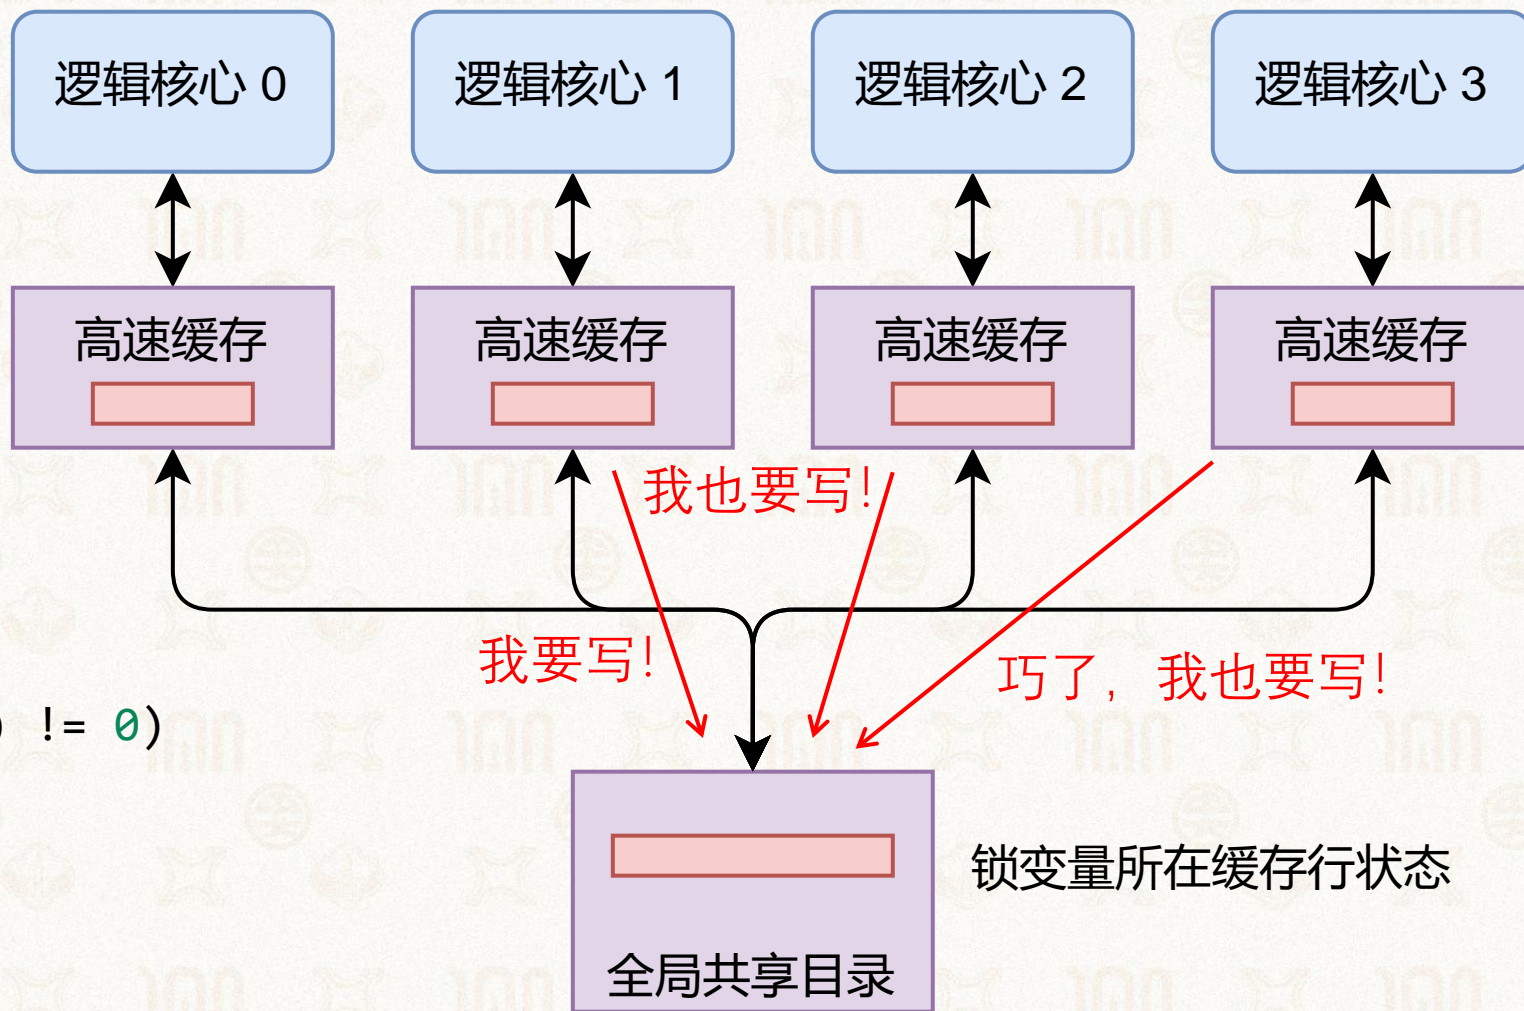 逻辑核心 0
逻辑核心 1
逻辑核心 2
逻辑核心 3
高速缓存
高速缓存
高速缓存
高速缓存
我也要写！
我要写！
巧了，我也要写！
) != 0)
锁变量所在缓存行状态
全局共享目录